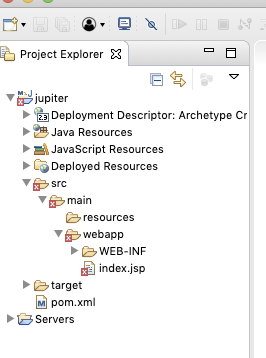 Project Explorer
jupiter
Deployment Descriptor: Archetype Cr
Java Resources
JavaScript Resources
Deployed Resources
src
main
resources
webapp
WEB-INF
index.jsp
target
pom.xml
Servers